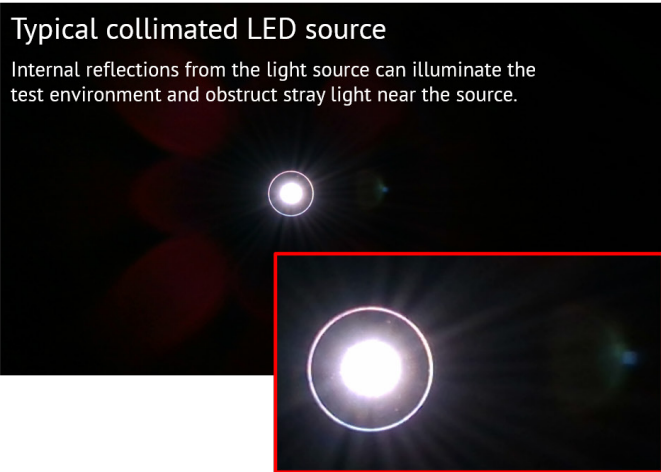 Typical collimated LED source
Internal reflections from the light source can illuminate the
test environment and obstruct stray light near the source.